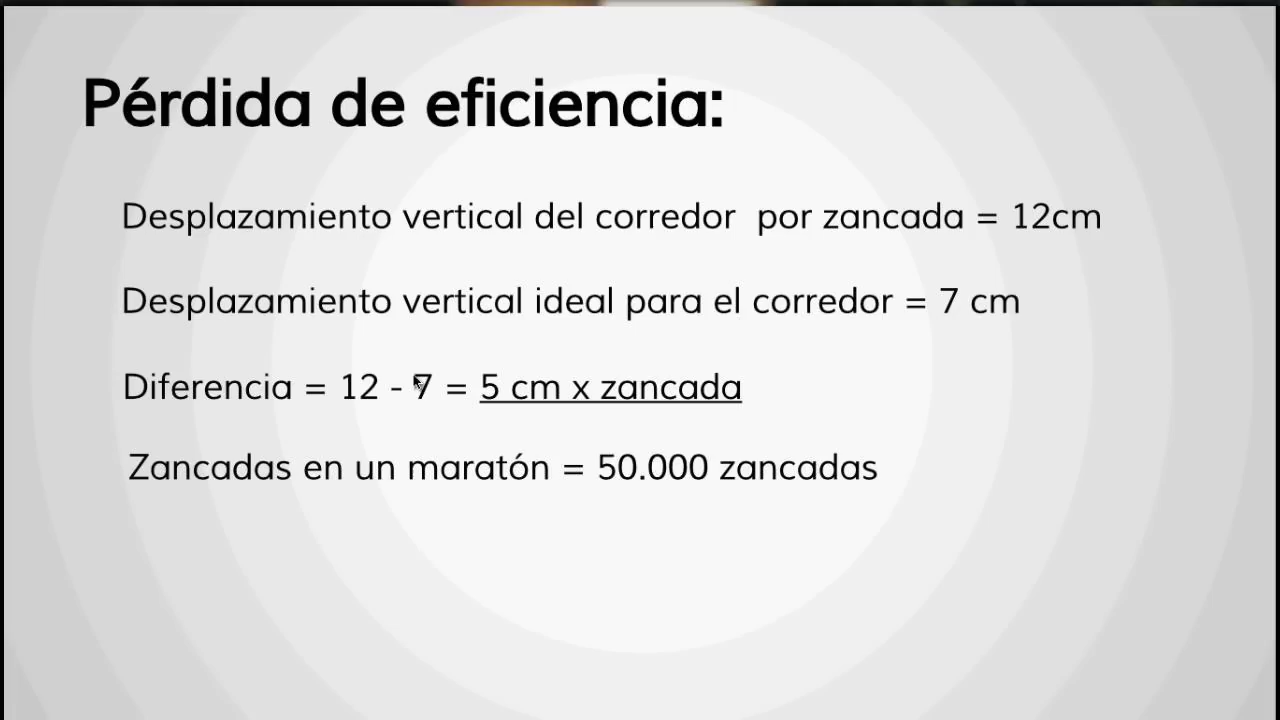 Pérdida de eficiencia:
Desplazamiento vertical del corredor por zancada = 12cm
Desplazamiento vertical ideal para el corredor = 7 cm
Diferencia = 12 - 7 = 5 cm x zancada
Zancadas en un maratón = 50.000 zancadas